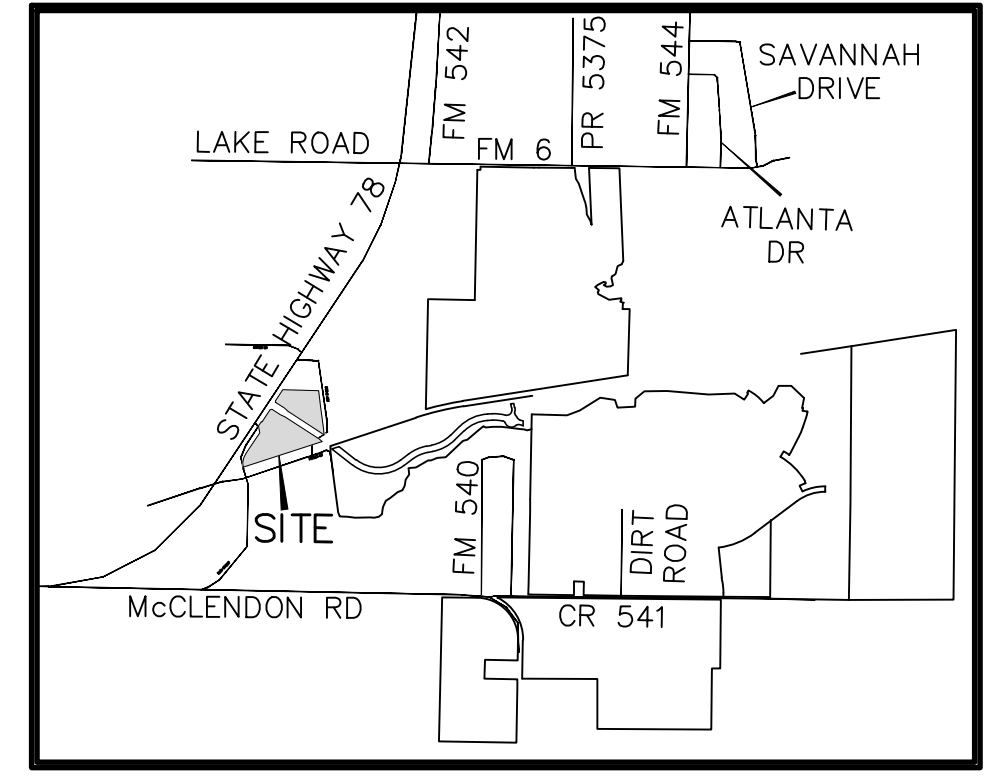 FM 542
PR 5375
FM 544
SAVANNAH
DRIVE
LAKE ROAD
FM 6
ATLANTA
DR
STATE HIGHWAY 78
SITE
FM 540
DIRT
ROAD
McCLENDON RD
CR 541